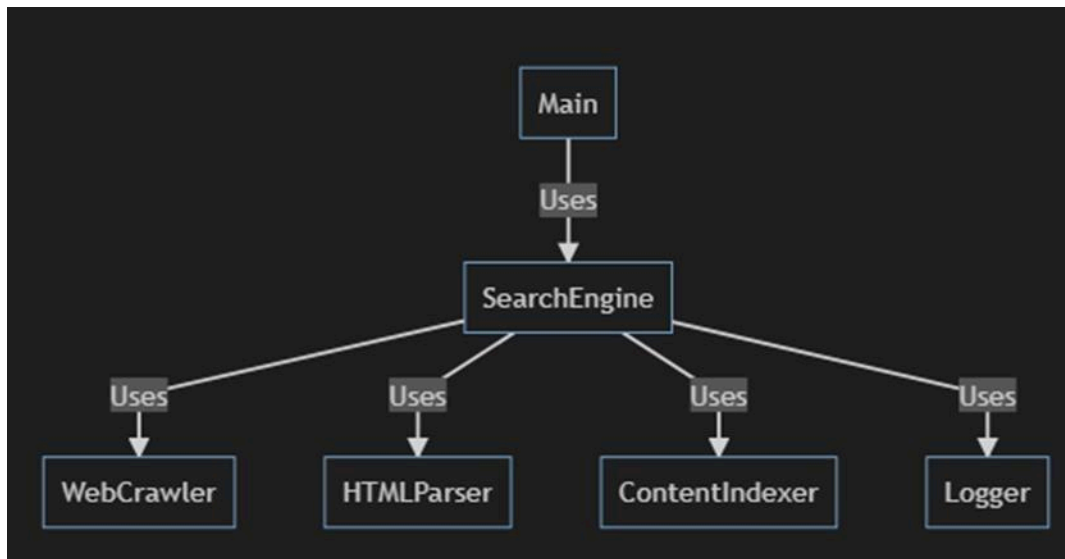 Main
Uses
SearchEngine
Uses Uses Uses Uses
WebCrawler HTMLParser ContentIndexer Logger